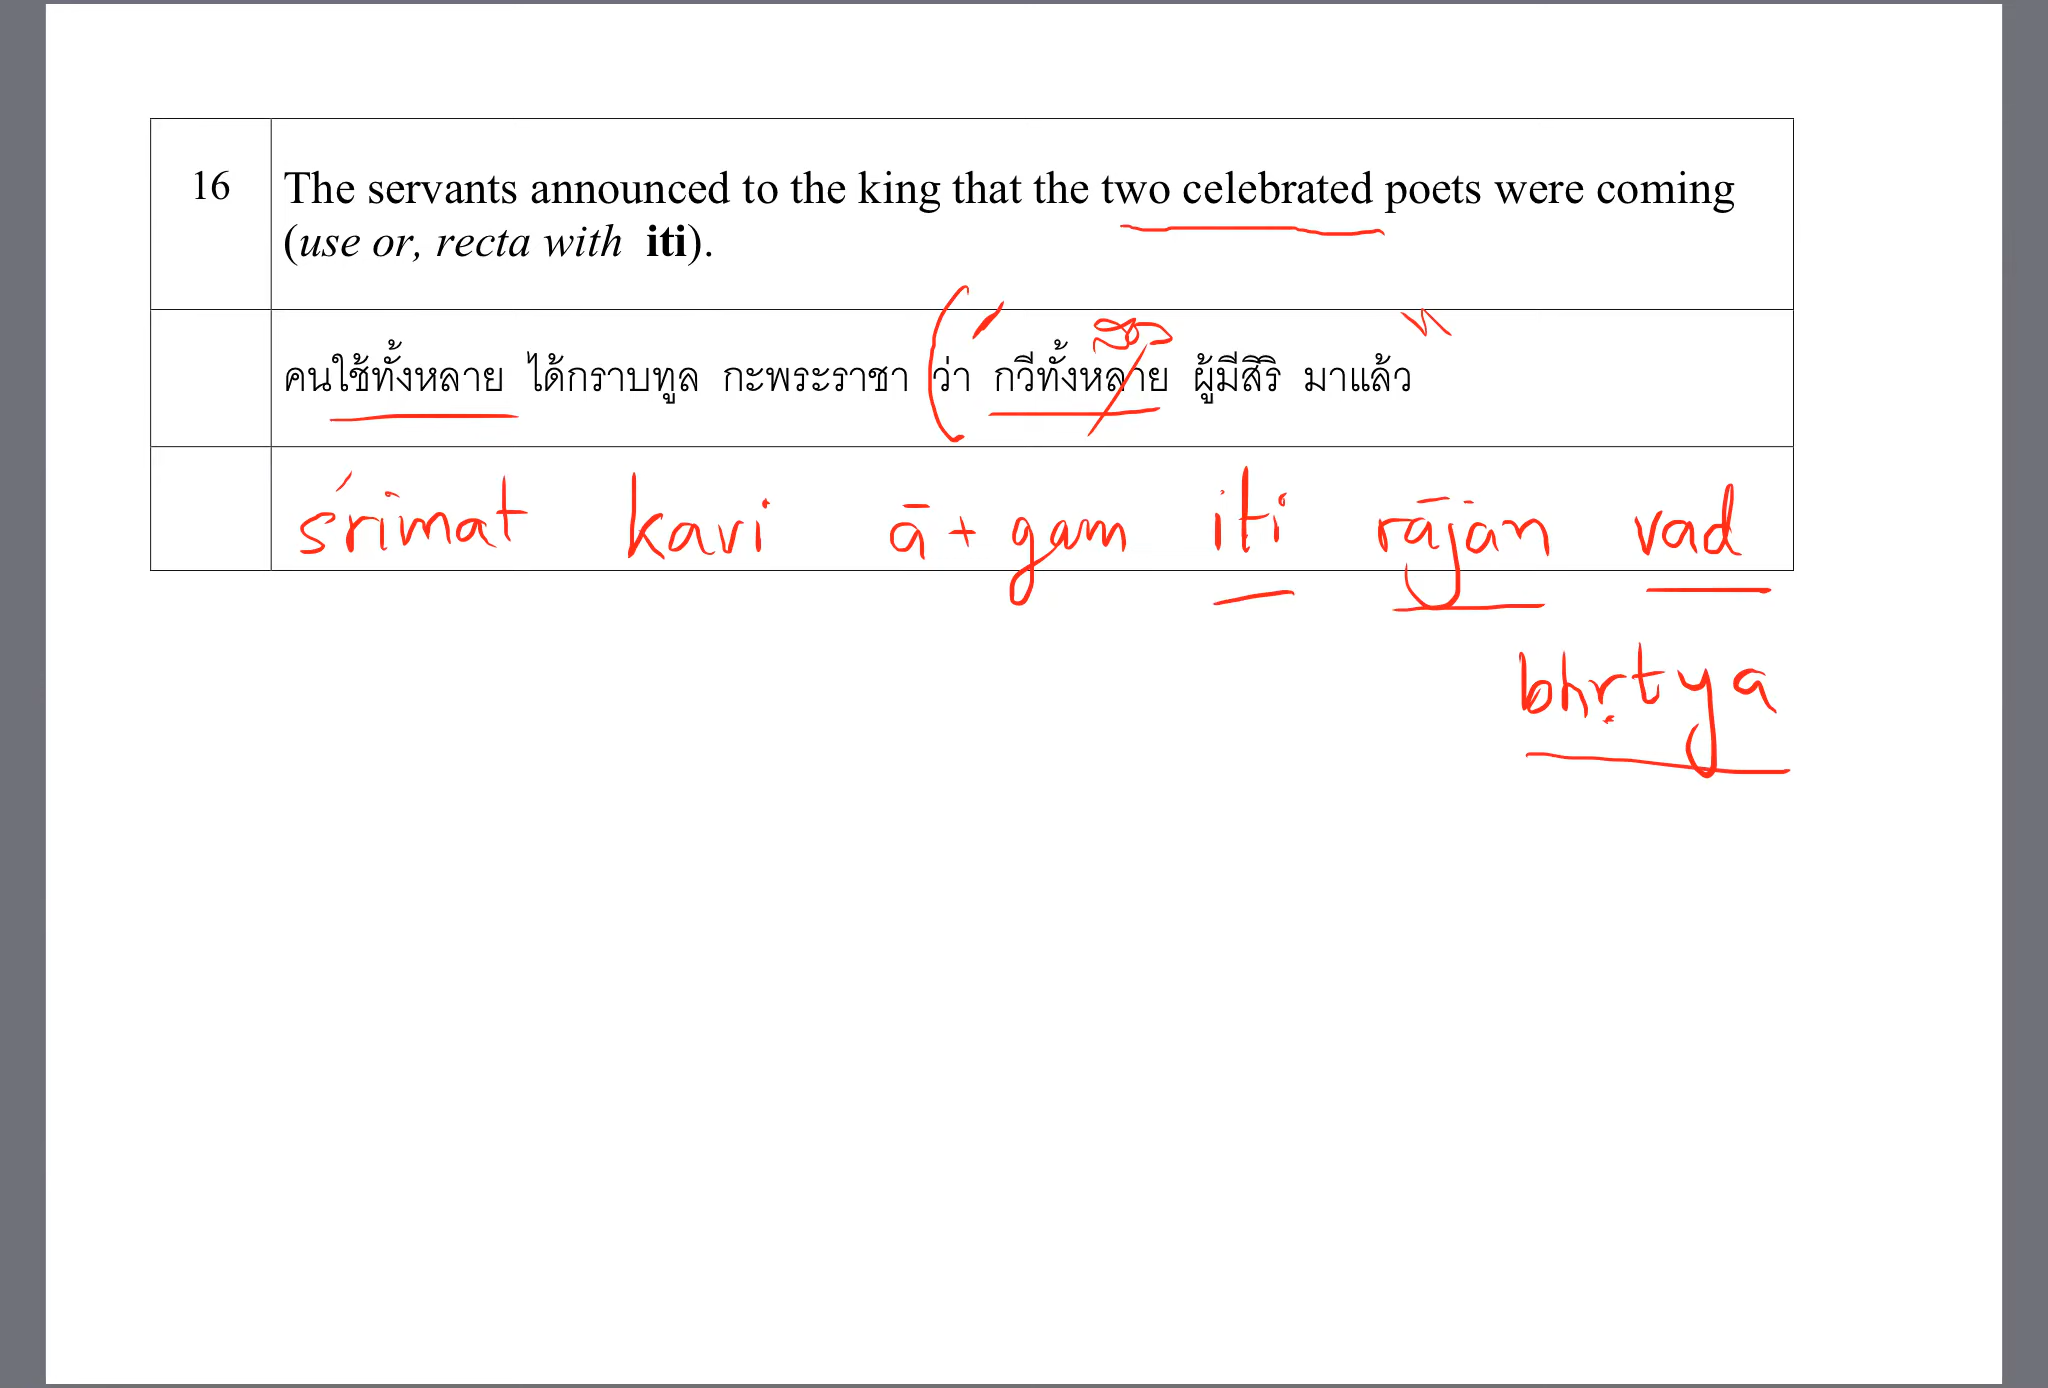 16
The servants announced to the king that the two celebrated poets were coming
(use or, recta with iti).
คนใช้ทั้งหลาย ได้กราบทูล กะพระราชา ว่า กวีทั้งหลาย ผู้มีสิริ มาแล้ว
śrīmat kavi ā + gam iti rājan vad
bhṛtya